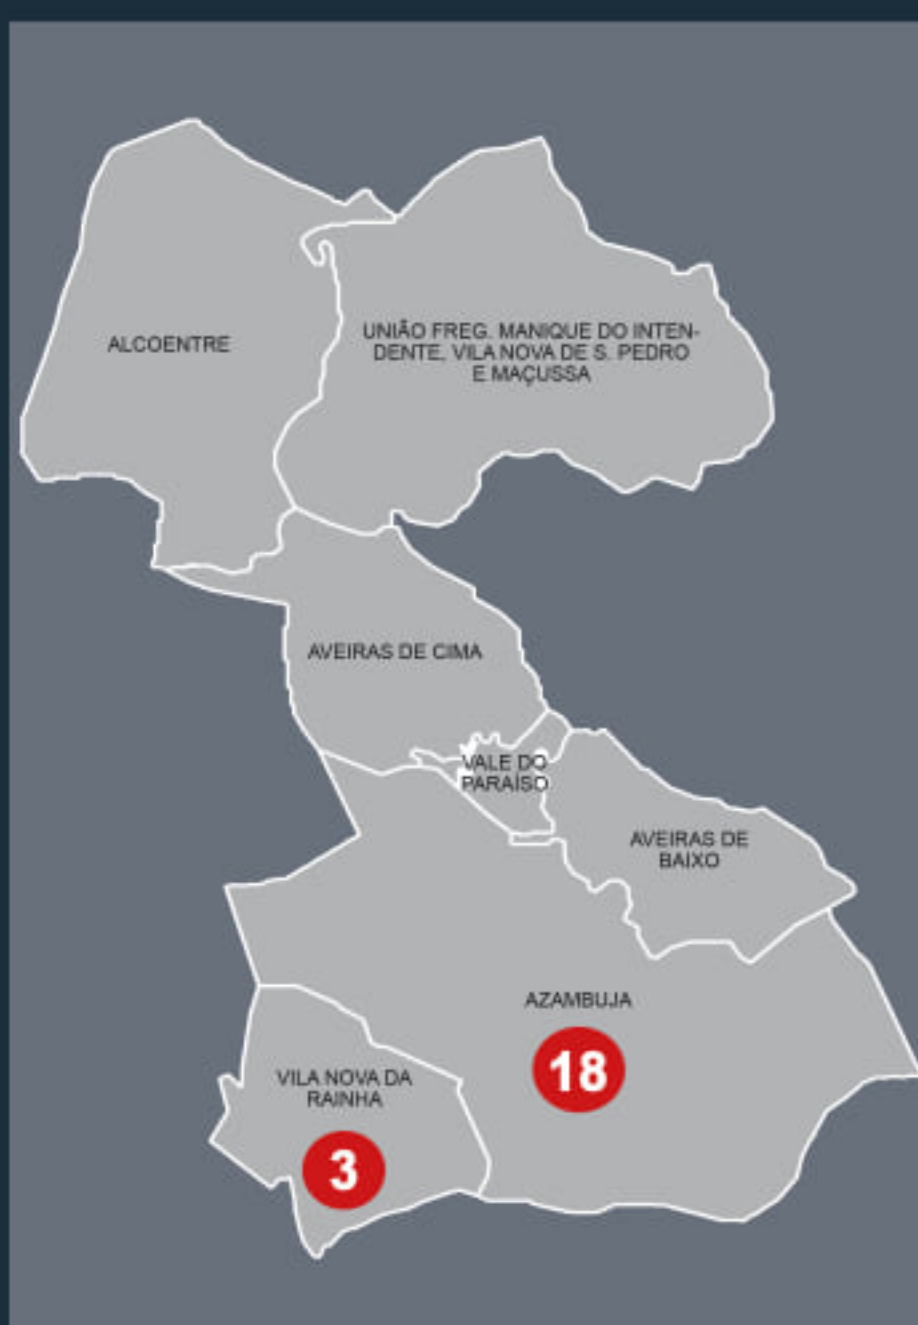 ALCOENTRE
UNIÃO FREG. MANIQUE DO INTEN-
DENTE, VILA NOVA DE S. PEDRO
E MAÇUSSA
AVEIRAS DE CIMA
VALE DO
PARAÍSO
AVEIRAS DE
BAIXO
AZAMBUJA
18
VILA NOVA DA
RAINHA
3